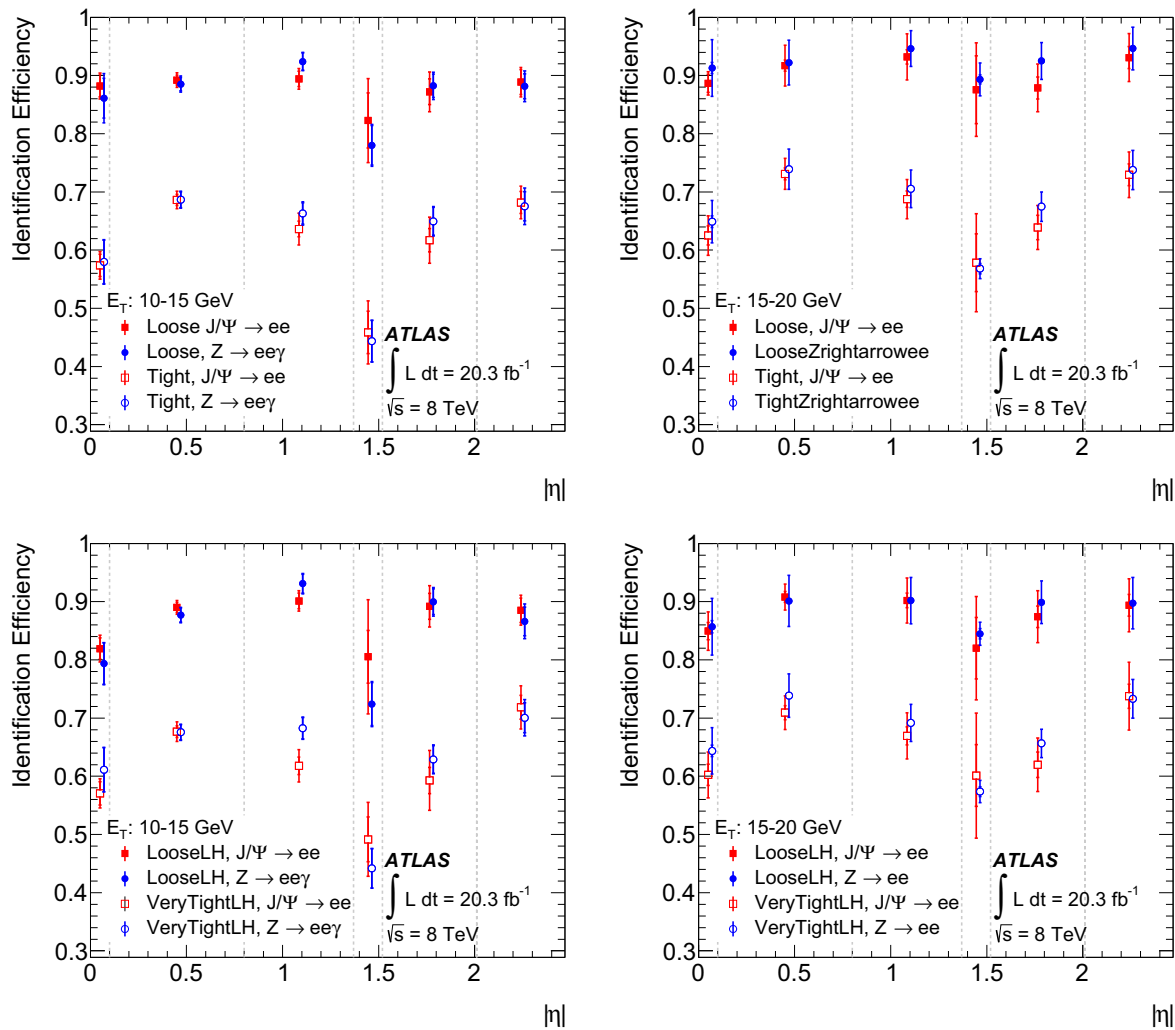 Identification Efficiency
1
0.9
0.8
0.7
0.6
0.5
0.4
0.3
E_T: 10-15 GeV
Loose J/Ψ → ee
Loose, Z → eeγ
Tight, J/Ψ → ee
Tight, Z → eeγ
ATLAS
∫ L dt = 20.3 fb⁻¹
√s = 8 TeV
0 0.5 1 1.5 2
|η|
Identification Efficiency
1
0.9
0.8
0.7
0.6
0.5
0.4
0.3
E_T: 15-20 GeV
Loose, J/Ψ → ee
LooseZrightarrowee
Tight, J/Ψ → ee
TightZrightarrowee
ATLAS
∫ L dt = 20.3 fb⁻¹
√s = 8 TeV
0 0.5 1 1.5 2
|η|
Identification Efficiency
1
0.9
0.8
0.7
0.6
0.5
0.4
0.3
E_T: 10-15 GeV
LooseLH, J/Ψ → ee
LooseLH, Z → eeγ
VeryTightLH, J/Ψ → ee
VeryTightLH, Z → eeγ
ATLAS
∫ L dt = 20.3 fb⁻¹
√s = 8 TeV
0 0.5 1 1.5 2
|η|
Identification Efficiency
1
0.9
0.8
0.7
0.6
0.5
0.4
0.3
E_T: 15-20 GeV
LooseLH, J/Ψ → ee
LooseLH, Z → ee
VeryTightLH, J/Ψ → ee
VeryTightLH, Z → ee
ATLAS
∫ L dt = 20.3 fb⁻¹
√s = 8 TeV
0 0.5 1 1.5 2
|η|